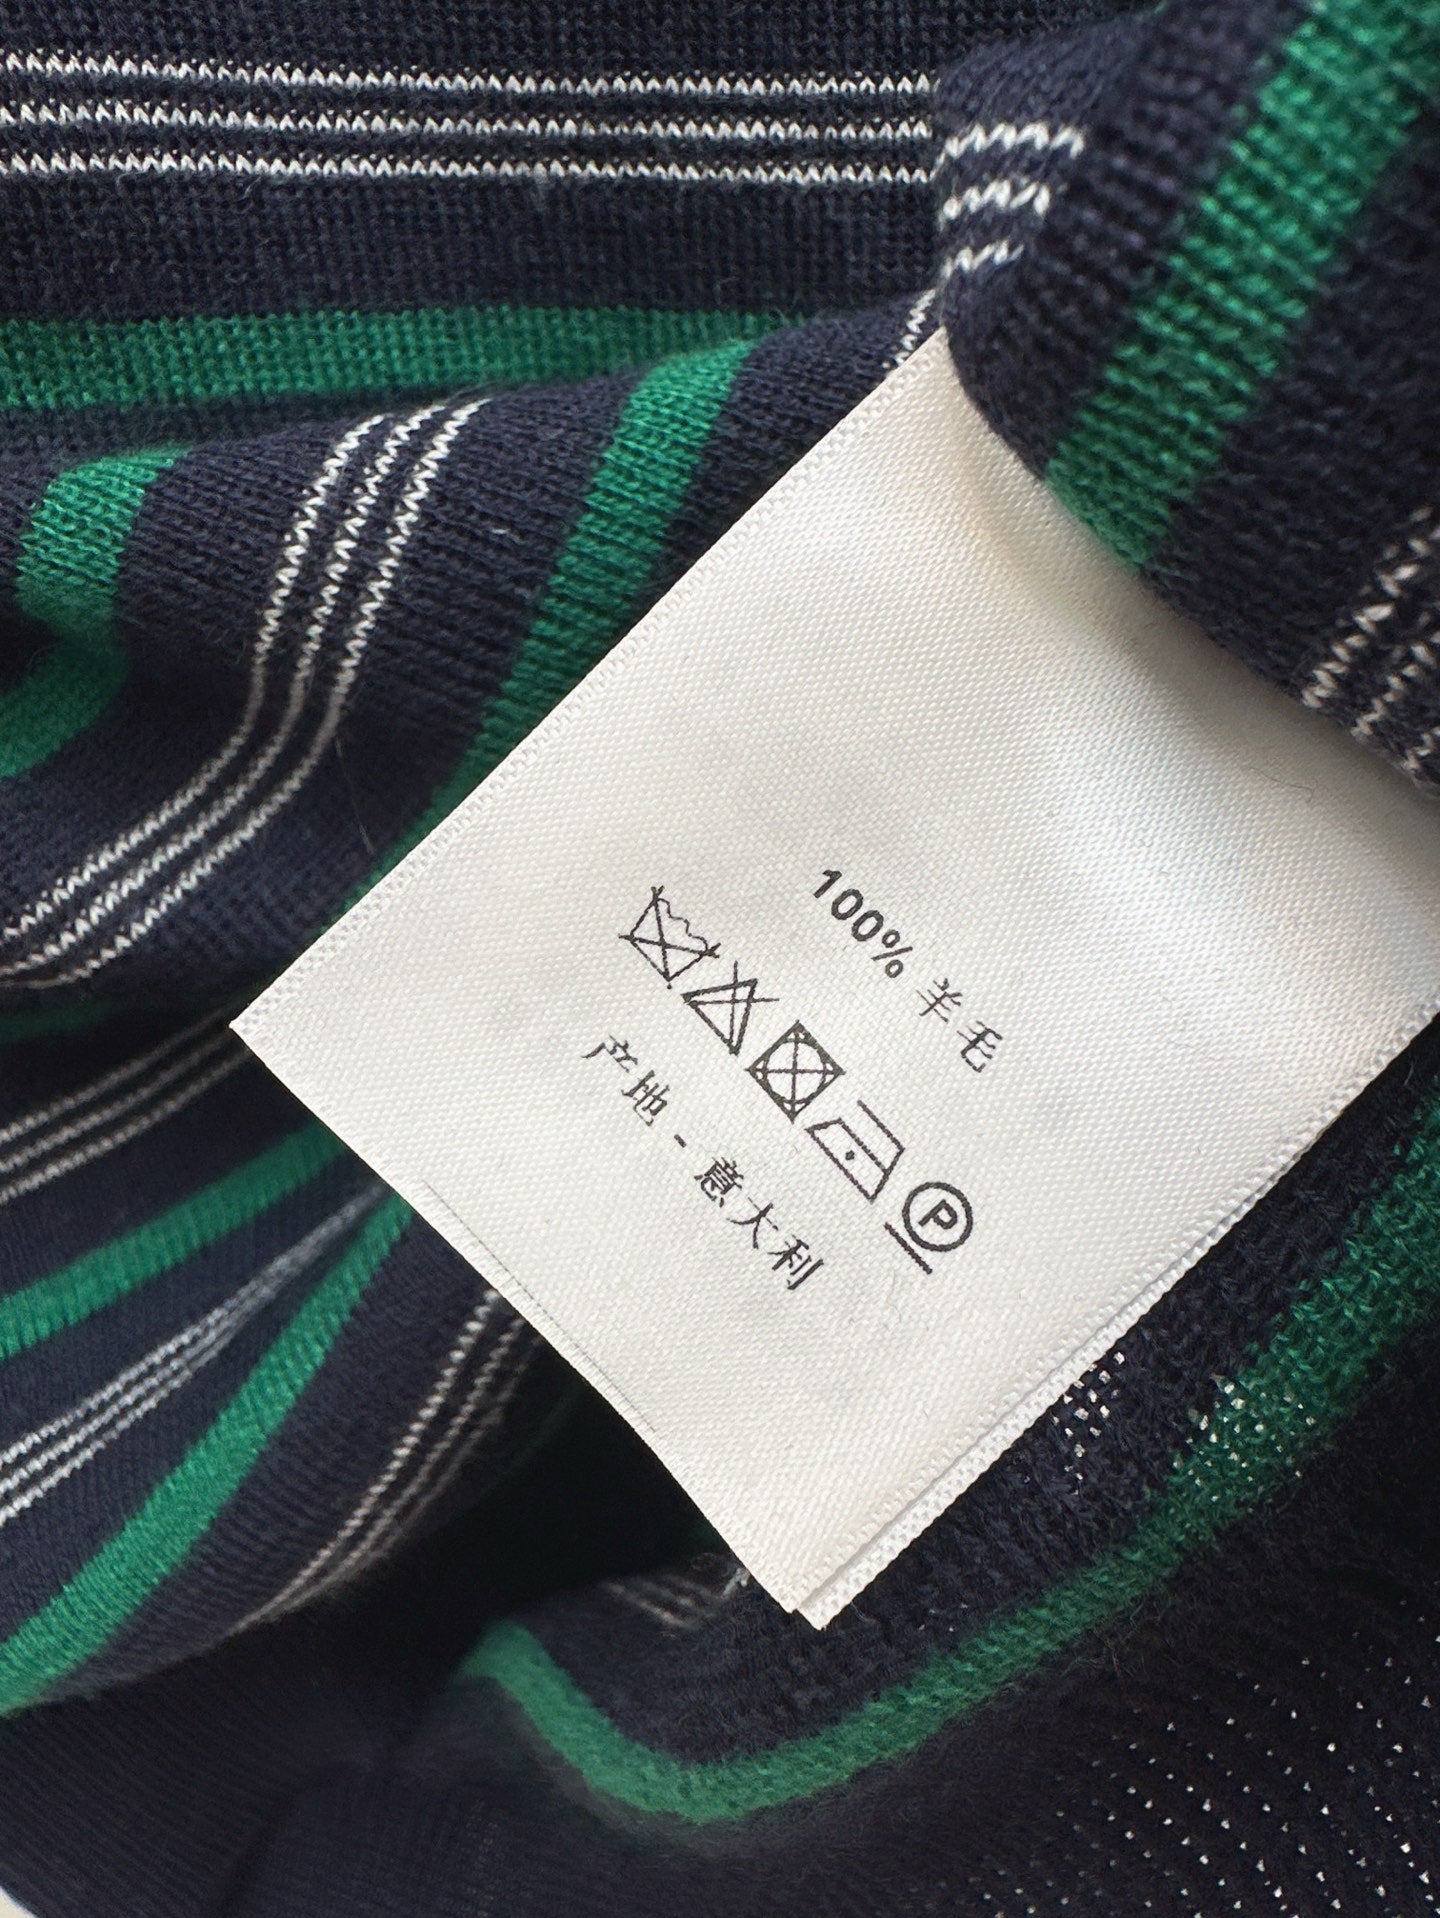 100% 羊毛
P
产地 - 意大利